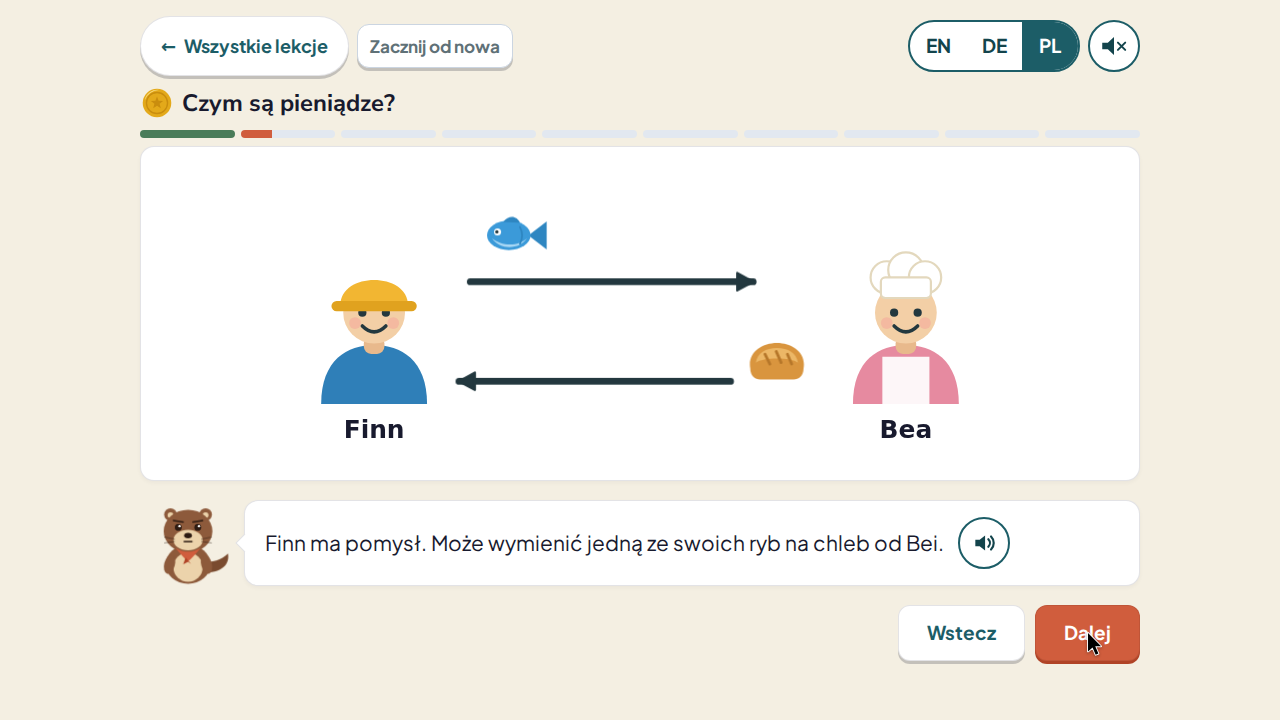 ← Wszystkie lekcje
Zacznij od nowa
EN DE PL
Czym są pieniądze?
Finn
Bea
Finn ma pomysł. Może wymienić jedną ze swoich ryb na chleb od Bei.
Wstecz
Dalej